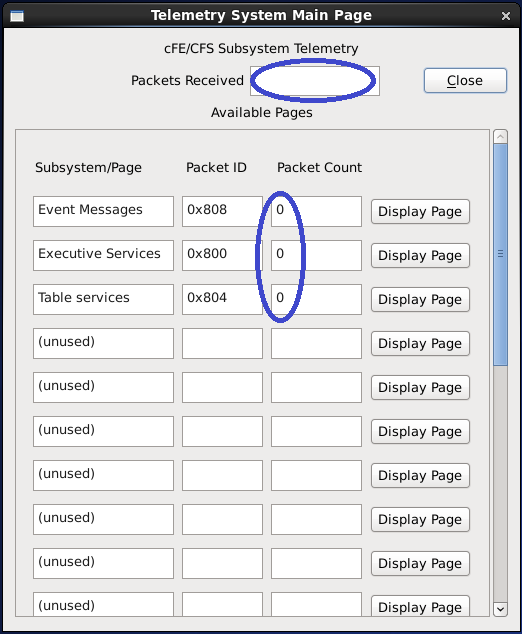 Telemetry System Main Page
cFE/CFS Subsystem Telemetry
Packets Received
Close
Available Pages
Subsystem/Page Packet ID Packet Count
Event Messages 0x808 0 Display Page
Executive Services 0x800 0 Display Page
Table services 0x804 0 Display Page
(unused) Display Page
(unused) Display Page
(unused) Display Page
(unused) Display Page
(unused) Display Page
(unused) Display Page
(unused) Display Page